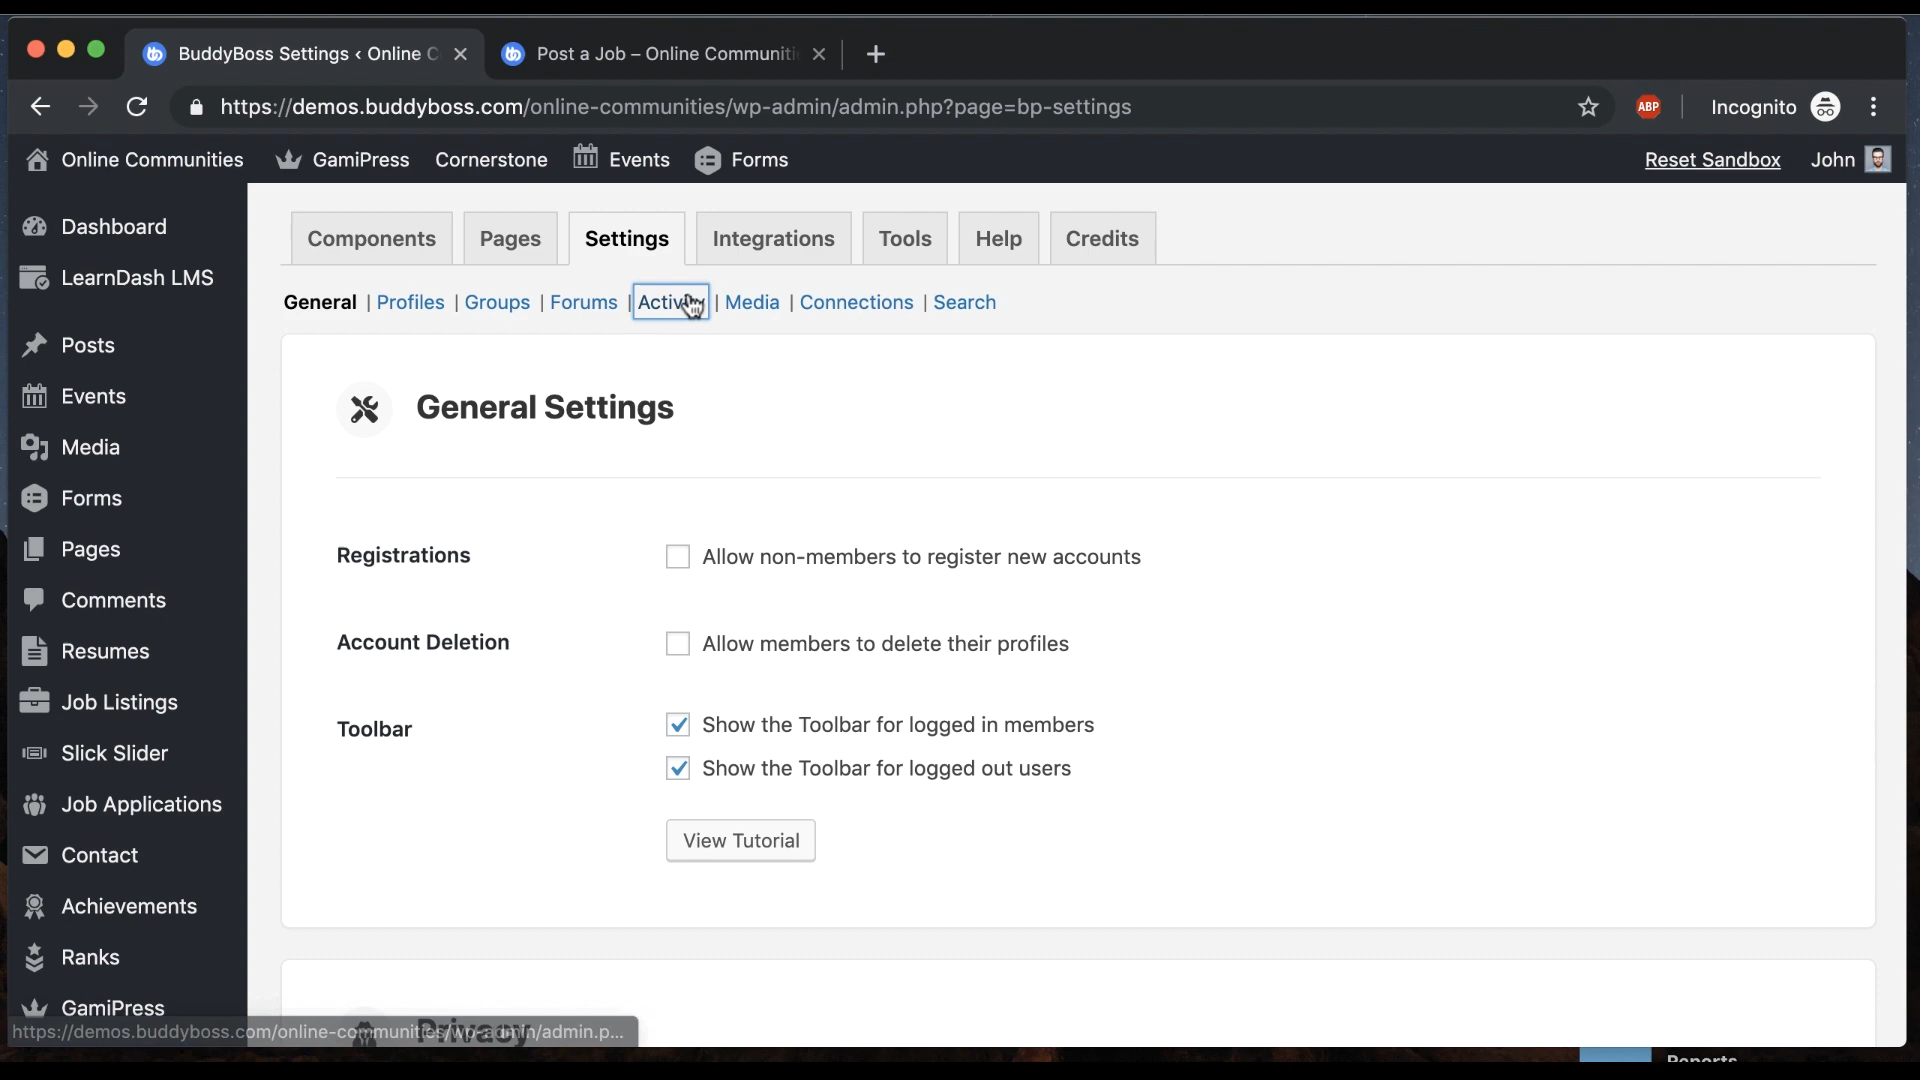 BuddyBoss Settings ‹ Online C
Post a Job – Online Communiti
https://demos.buddyboss.com/online-communities/wp-admin/admin.php?page=bp-settings
ABP
Incognito
Online Communities
GamiPress
Cornerstone
Events
Forms
Reset Sandbox
John
Dashboard
LearnDash LMS
Posts
Events
Media
Forms
Pages
Comments
Resumes
Job Listings
Slick Slider
Job Applications
Contact
Achievements
Ranks
GamiPress
Components
Pages
Settings
Integrations
Tools
Help
Credits
General | Profiles | Groups | Forums | Activity | Media | Connections | Search
General Settings
Registrations
Allow non-members to register new accounts
Account Deletion
Allow members to delete their profiles
Toolbar
Show the Toolbar for logged in members
Show the Toolbar for logged out users
View Tutorial
Privacy
https://demos.buddyboss.com/online-communities/wp-admin/admin.p...
Reports